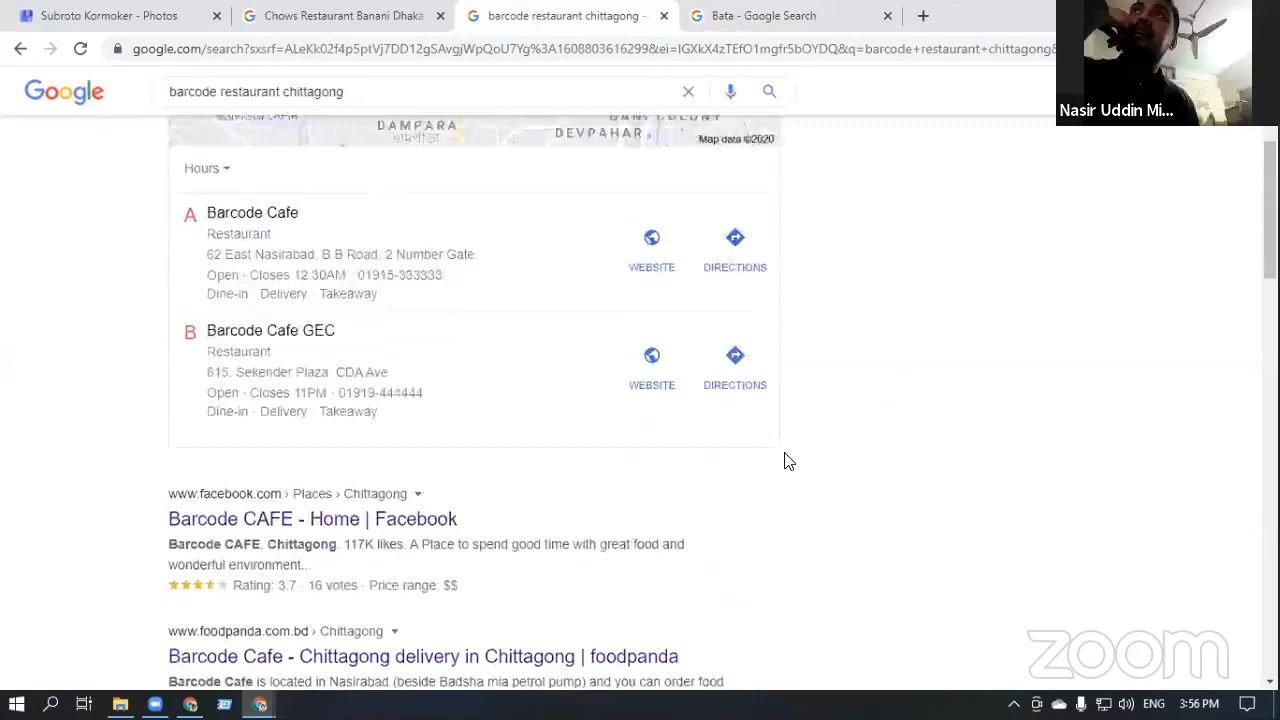 Subroto Kormoker - Photos
Chows Restaurant Banani Dhaka
barcode restaurant chittagong -
Bata - Google Search
google.com/search?sxsrf=ALeKk02f4p5ptVj7DD12gSAvgjWpQoU7Yg%3A1608803616299&ei=IGXkX4zTEfO1mgfr5bOYDQ&q=barcode+restaurant+chittagong&
Nasir Uddin Mi...
Google
barcode restaurant chittagong
DAMPARA
DEVPAHAR
Map data ©2020
Hours
A Barcode Cafe
Restaurant
62 East Nasirabad, B B Road, 2 Number Gate
Open · Closes 12.30AM · 01915-333333
Dine-in · Delivery · Takeaway
WEBSITE
DIRECTIONS
B Barcode Cafe GEC
Restaurant
815, Sekender Plaza, CDA Ave
Open · Closes 11PM · 01919-444444
Dine-in · Delivery · Takeaway
WEBSITE
DIRECTIONS
www.facebook.com › Places › Chittagong
Barcode CAFE - Home | Facebook
Barcode CAFE, Chittagong. 117K likes. A Place to spend good time with great food and
wonderful environment...
Rating: 3.7 · 16 votes · Price range: $$
www.foodpanda.com.bd › Chittagong
Barcode Cafe - Chittagong delivery in Chittagong | foodpanda
Barcode Cafe is located in Nasirabad (beside Badsha mia petrol pump) and you can order food
zoom
ENG
3:56 PM